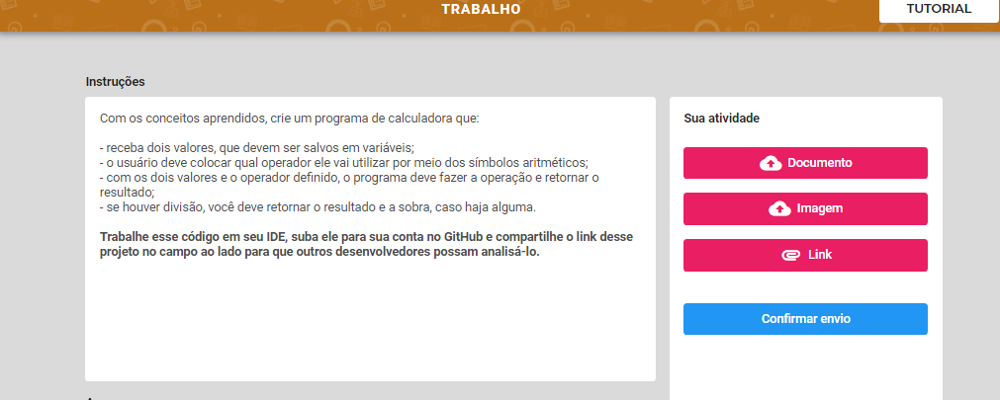 TRABALHO
TUTORIAL
Instruções
Com os conceitos aprendidos, crie um programa de calculadora que:
- receba dois valores, que devem ser salvos em variáveis;
- o usuário deve colocar qual operador ele vai utilizar por meio dos símbolos aritméticos;
- com os dois valores e o operador definido, o programa deve fazer a operação e retornar o
resultado;
- se houver divisão, você deve retornar o resultado e a sobra, caso haja alguma.
Trabalhe esse código em seu IDE, suba ele para sua conta no GitHub e compartilhe o link desse
projeto no campo ao lado para que outros desenvolvedores possam analisá-lo.
Sua atividade
Documento
Imagem
Link
Confirmar envio